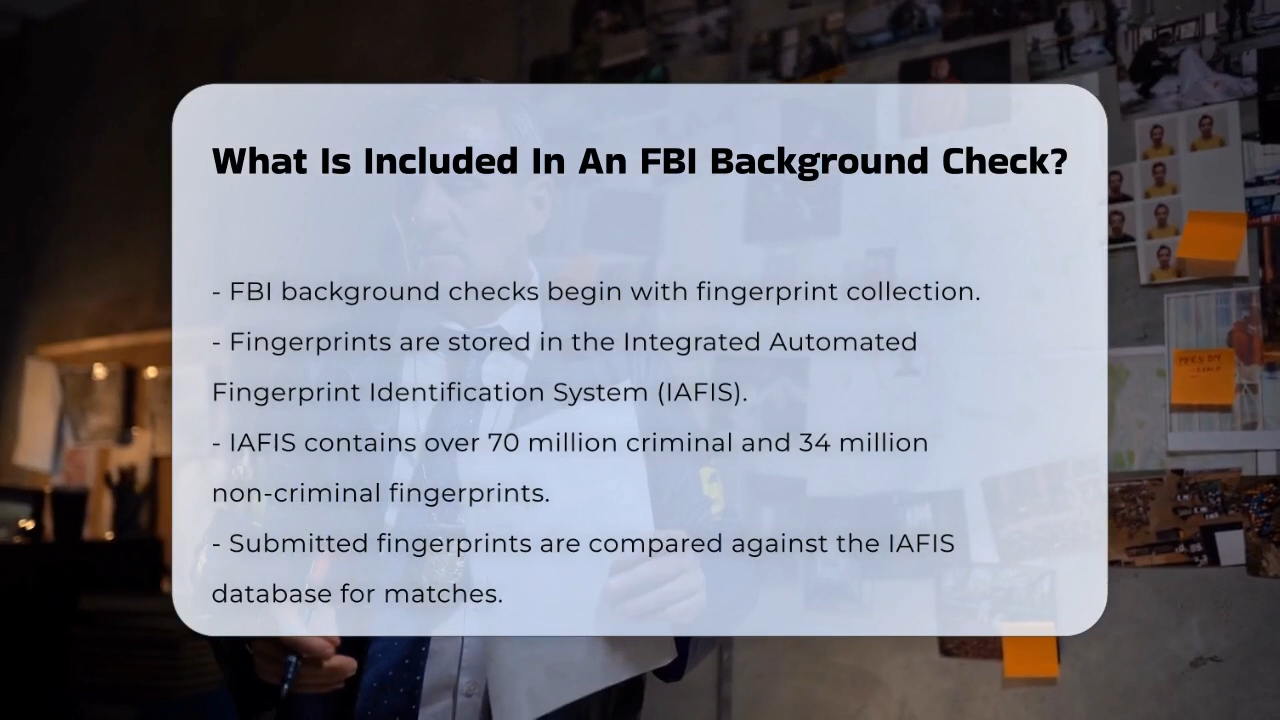 What Is Included In An FBI Background Check?
- FBI background checks begin with fingerprint collection.
- Fingerprints are stored in the Integrated Automated
Fingerprint Identification System (IAFIS).
- IAFIS contains over 70 million criminal and 34 million
non-criminal fingerprints.
- Submitted fingerprints are compared against the IAFIS
database for matches.